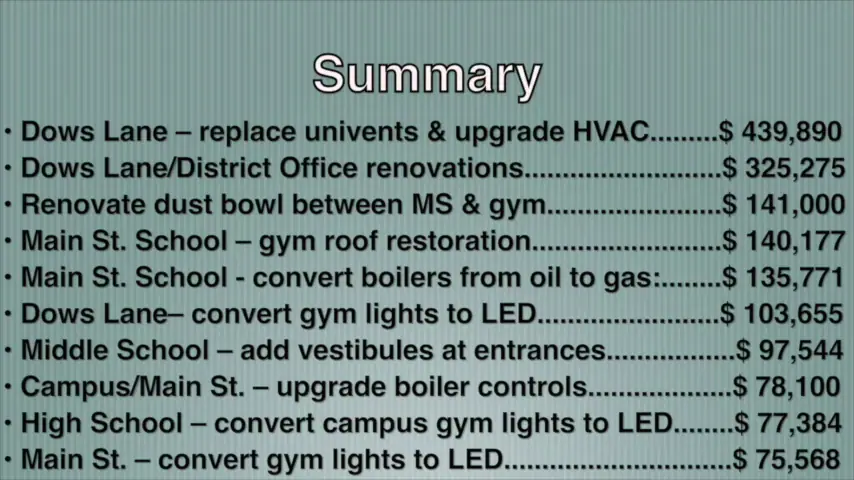 Summary
• Dows Lane – replace univents & upgrade HVAC.........$ 439,890
• Dows Lane/District Office renovations..........................$ 325,275
• Renovate dust bowl between MS & gym.......................$ 141,000
• Main St. School – gym roof restoration.........................$ 140,177
• Main St. School - convert boilers from oil to gas:........$ 135,771
• Dows Lane– convert gym lights to LED........................$ 103,655
• Middle School – add vestibules at entrances.................$ 97,544
• Campus/Main St. – upgrade boiler controls...................$ 78,100
• High School – convert campus gym lights to LED........$ 77,384
• Main St. – convert gym lights to LED..............................$ 75,568